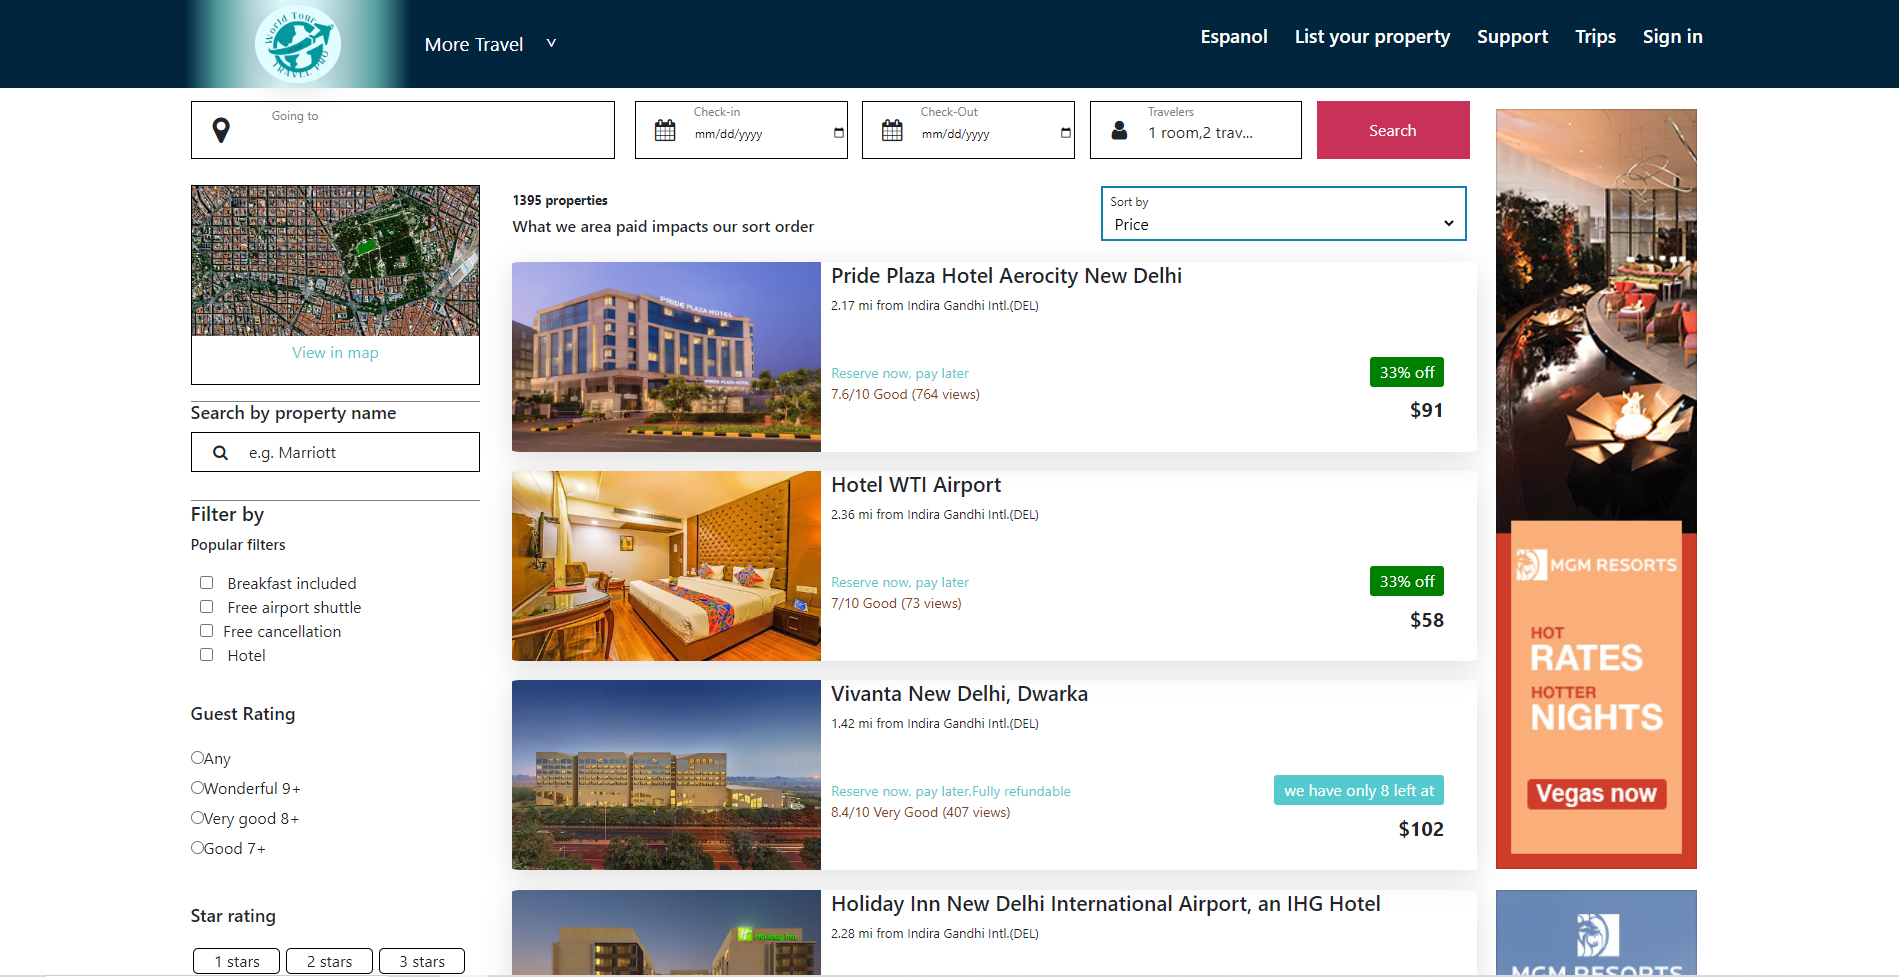 World Tour
TRAVEL PRO
More Travel
Espanol
List your property
Support
Trips
Sign in
Going to
Check-in
mm/dd/yyyy
Check-Out
mm/dd/yyyy
Travelers
1 room,2 trav...
Search
View in map
Search by property name
e.g. Marriott
Filter by
Popular filters
Breakfast included
Free airport shuttle
Free cancellation
Hotel
Guest Rating
Any
Wonderful 9+
Very good 8+
Good 7+
Star rating
1 stars
2 stars
3 stars
1395 properties
What we area paid impacts our sort order
Sort by
Price
PRIDE PLAZA HOTEL
PRIDE PLAZA HOTEL
Pride Plaza Hotel Aerocity New Delhi
2.17 mi from Indira Gandhi Intl.(DEL)
Reserve now, pay later
7.6/10 Good (764 views)
33% off
$91
Hotel WTI Airport
2.36 mi from Indira Gandhi Intl.(DEL)
Reserve now, pay later
7/10 Good (73 views)
33% off
$58
Vivanta New Delhi, Dwarka
1.42 mi from Indira Gandhi Intl.(DEL)
Reserve now, pay later,Fully refundable
8.4/10 Very Good (407 views)
we have only 8 left at
$102
Holiday Inn
Holiday Inn New Delhi International Airport, an IHG Hotel
2.28 mi from Indira Gandhi Intl.(DEL)
MGM RESORTS
HOT
RATES
HOTTER
NIGHTS
Vegas now
MGM RESORTS